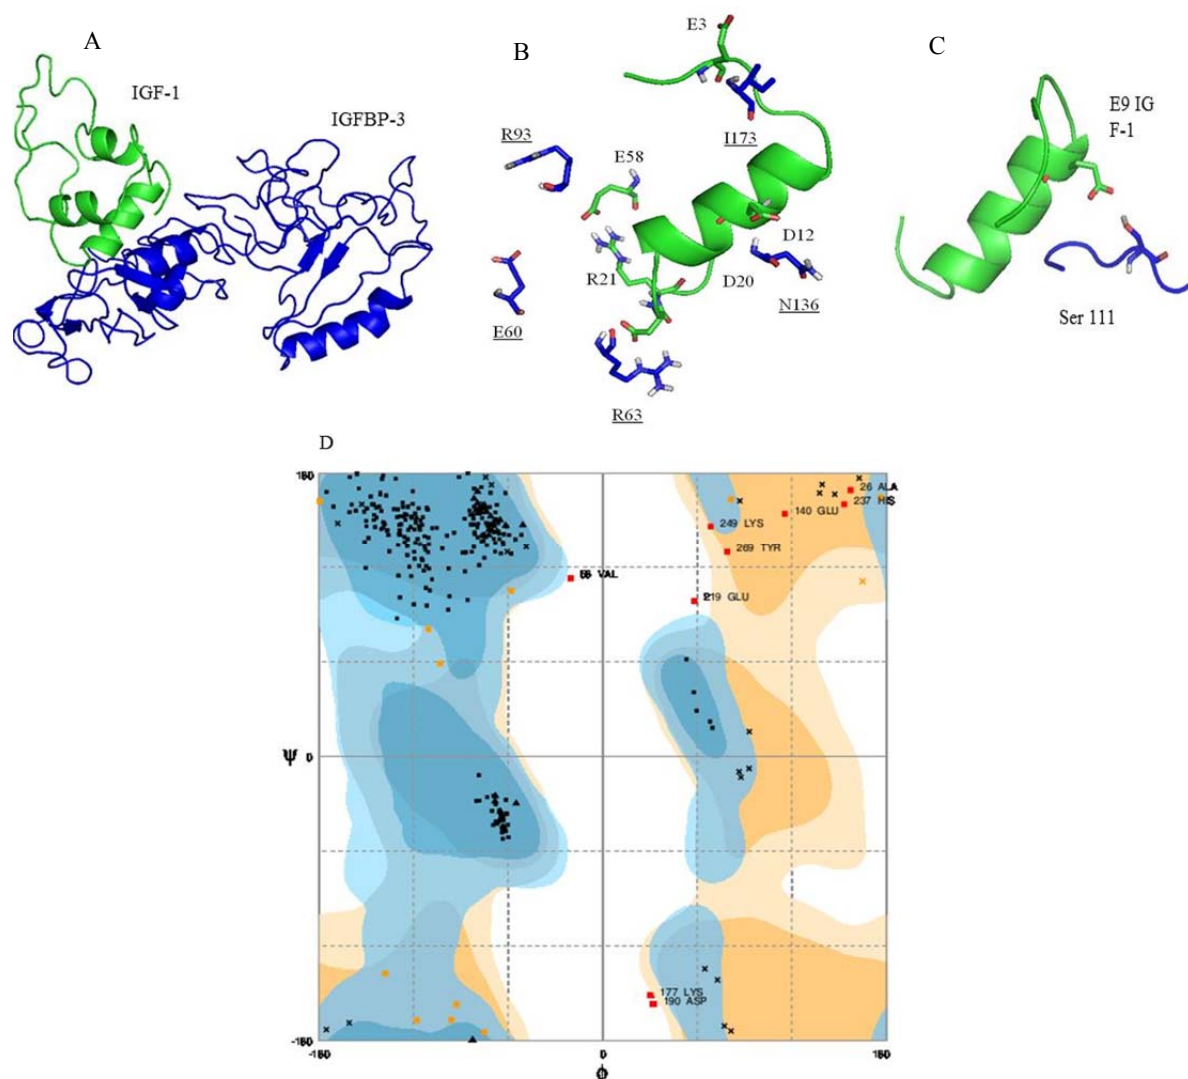 A
IGF-1
IGFBP-3
B
E3
R93
I173
E58
D12
R21
D20
N136
E60
R63
C
E9 IG
F-1
Ser 111
D
180
26 ALA
237 HIS
140 GLU
249 LYS
269 TYR
VAL
219 GLU
Ψ 0
177 LYS
190 ASP
-180
-180 0 180
Φ